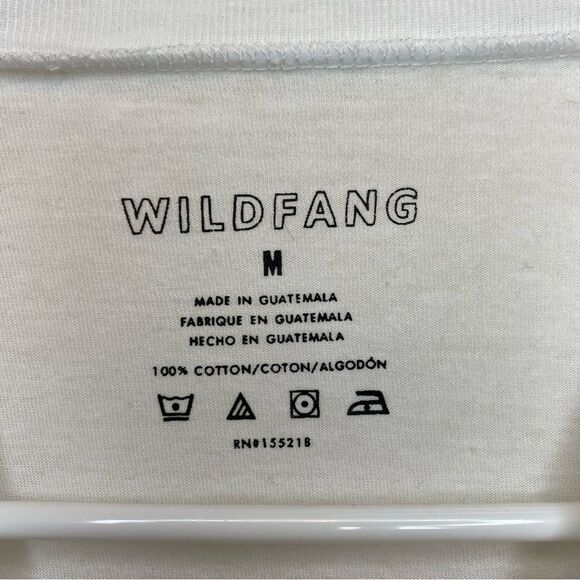 WILDFANG
M
MADE IN GUATEMALA
FABRIQUE EN GUATEMALA
HECHO EN GUATEMALA
100% COTTON/COTON/ALGODÓN
RN#155218